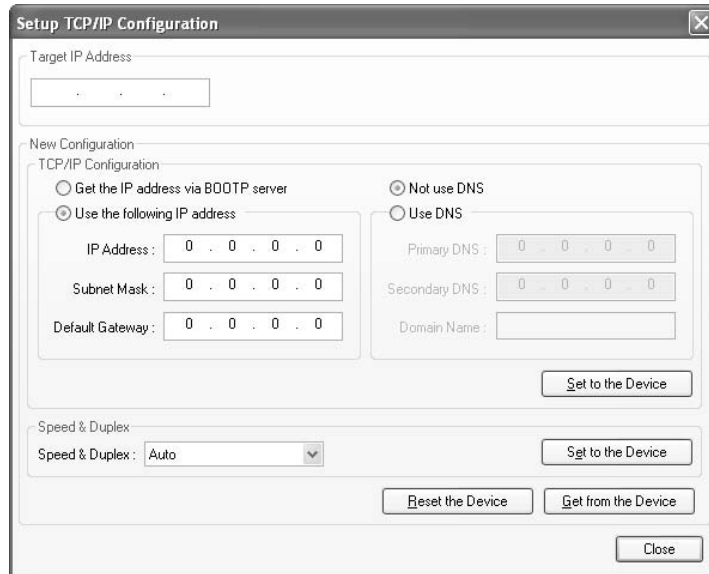 Setup TCP/IP Configuration
Target IP Address
. . .
New Configuration
TCP/IP Configuration
Get the IP address via BOOTP server
Use the following IP address
IP Address : 0 . 0 . 0 . 0
Subnet Mask : 0 . 0 . 0 . 0
Default Gateway : 0 . 0 . 0 . 0
Not use DNS
Use DNS
Primary DNS : 0 . 0 . 0 . 0
Secondary DNS : 0 . 0 . 0 . 0
Domain Name :
Set to the Device
Speed & Duplex
Speed & Duplex : Auto
Set to the Device
Reset the Device
Get from the Device
Close